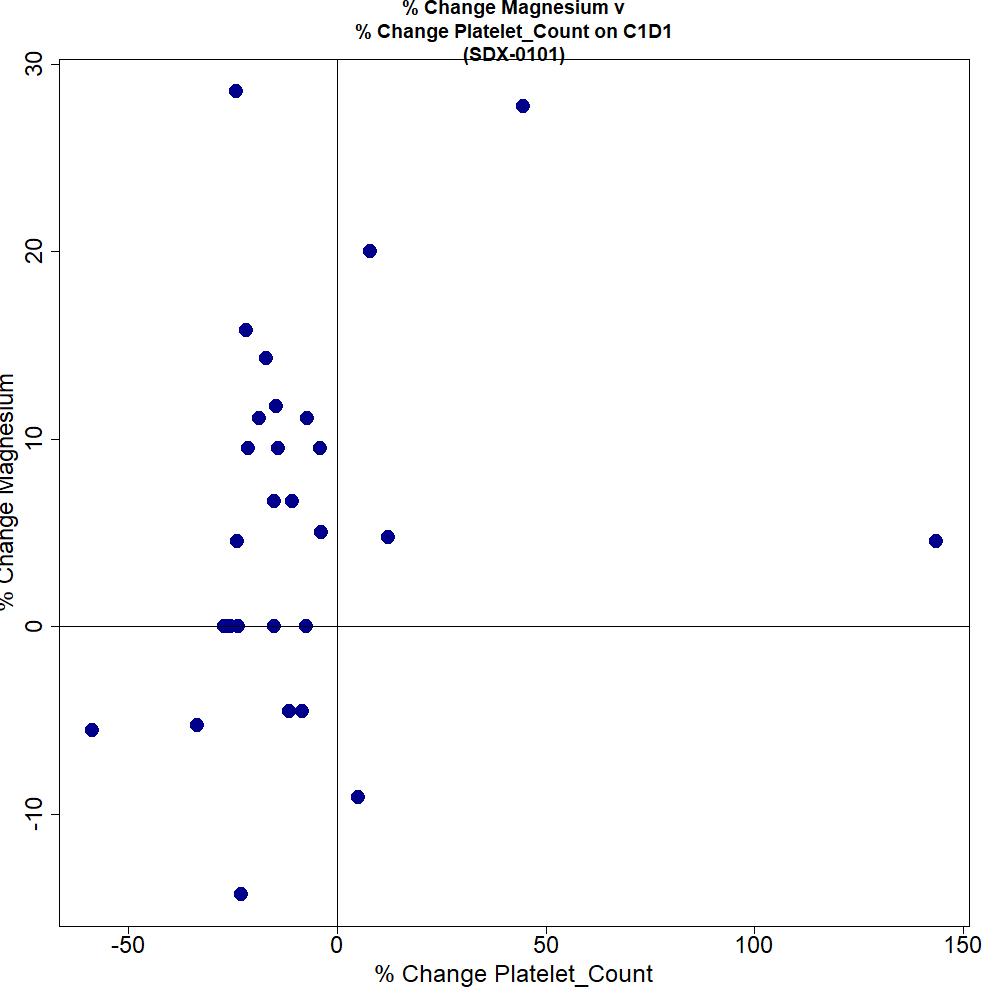 % Change Magnesium v
% Change Platelet_Count on C1D1
(SDX-0101)
30
20
10
0
-10
% Change Magnesium
-50
0
50
100
150
% Change Platelet_Count